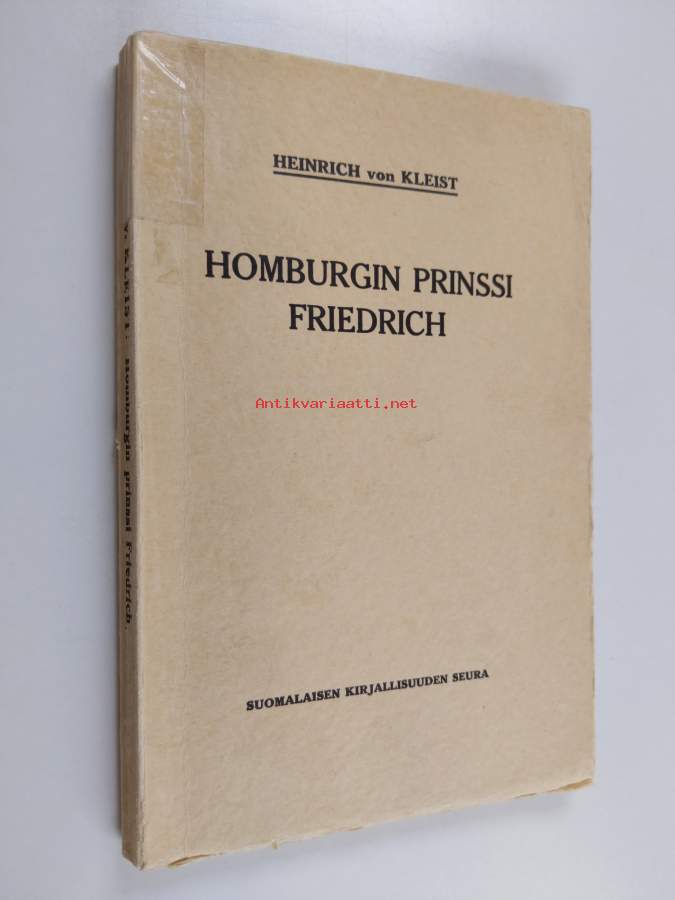 HEINRICH von KLEIST
HOMBURGIN PRINSSI
FRIEDRICH
Antikvariaatti.net
SUOMALAISEN KIRJALLISUUDEN SEURA
v. KLEIST: Homburgin prinssi Friedrich.